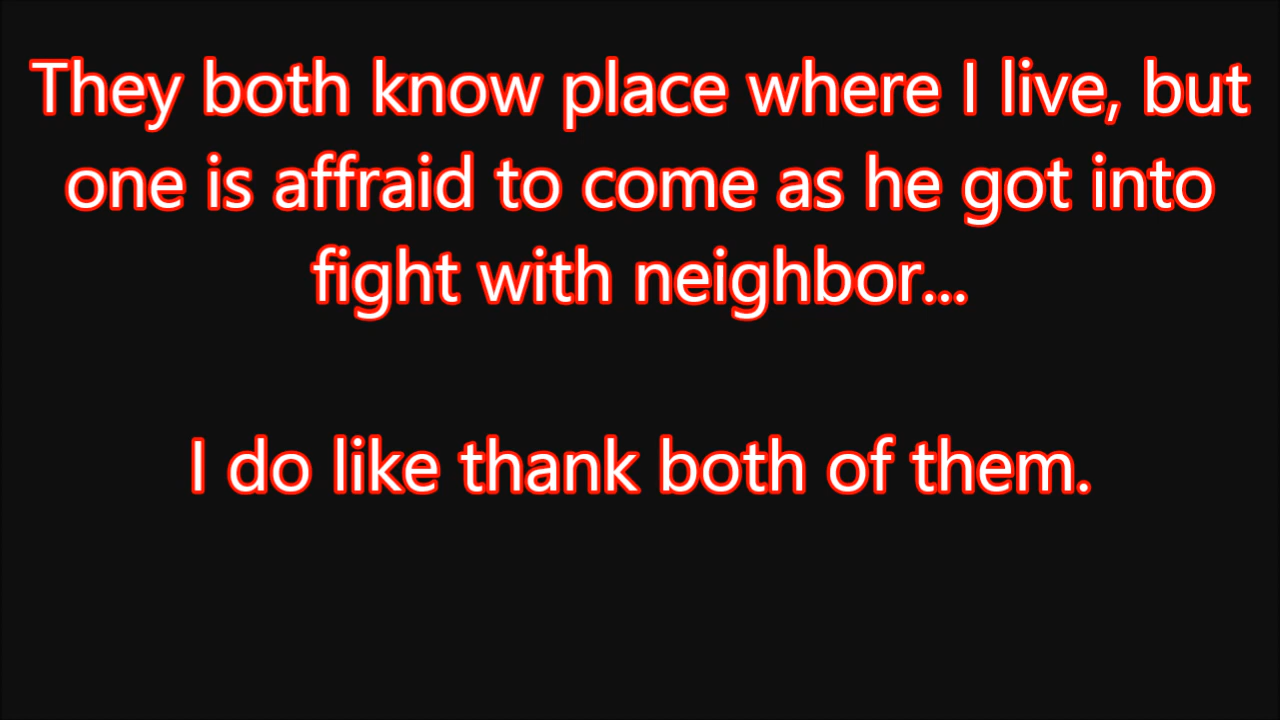 They both know place where I live, but
one is affraid to come as he got into
fight with neighbor...
I do like thank both of them.